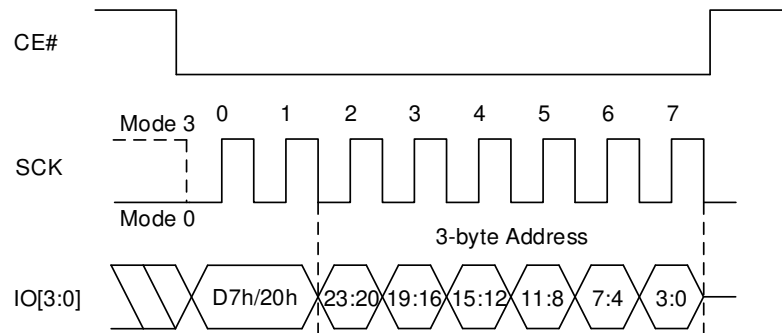 CE#
0 1 2 3 4 5 6 7
Mode 3
SCK
Mode 0
3-byte Address
IO[3:0] D7h/20h 23:20 19:16 15:12 11:8 7:4 3:0